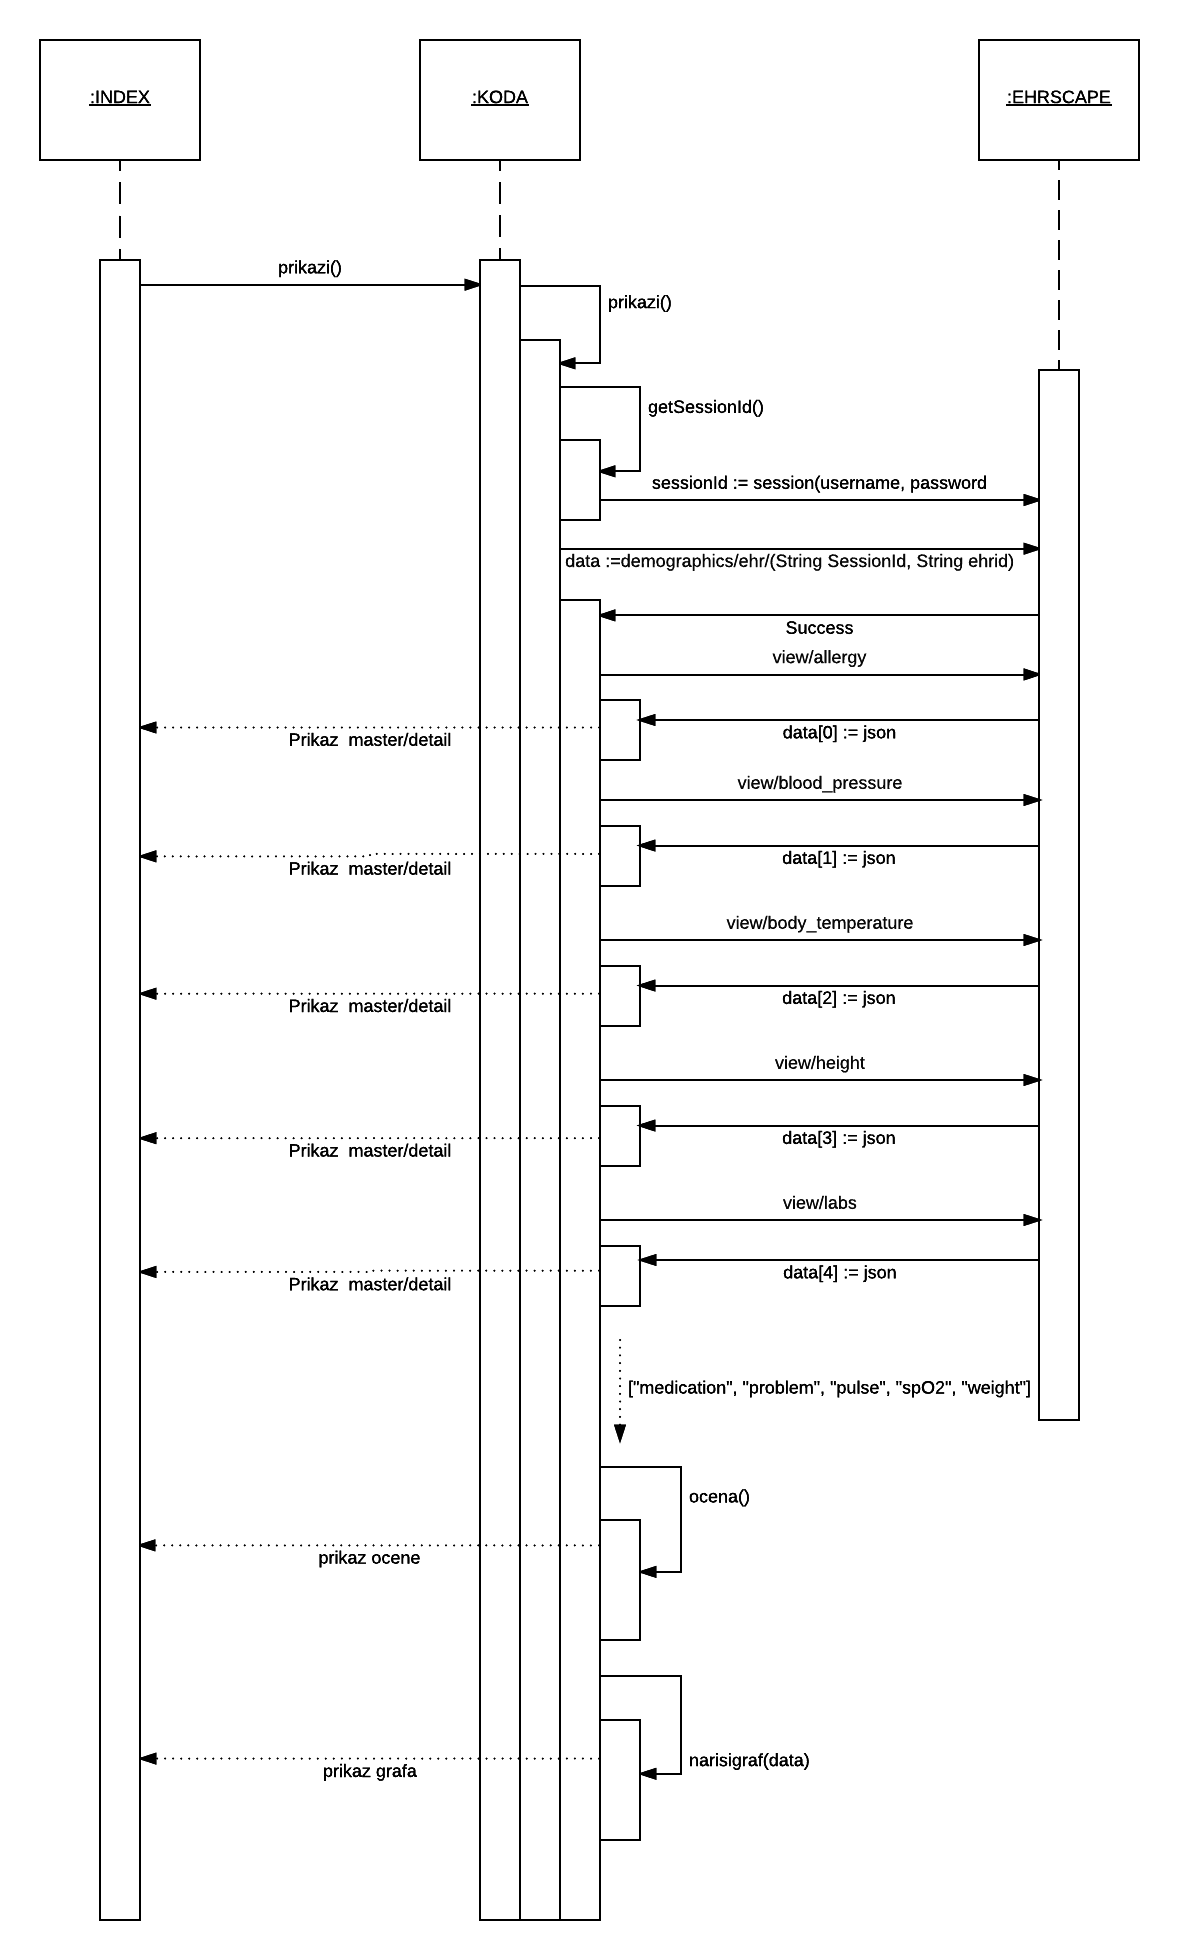 :INDEX
:KODA
:EHRSCAPE
prikazi()
prikazi()
getSessionId()
sessionId := session(username, password
data :=demographics/ehr/(String SessionId, String ehrid)
Success
view/allergy
Prikaz  master/detail
data[0] := json
view/blood_pressure
Prikaz  master/detail
data[1] := json
view/body_temperature
Prikaz  master/detail
data[2] := json
view/height
Prikaz  master/detail
data[3] := json
view/labs
Prikaz  master/detail
data[4] := json
["medication", "problem", "pulse", "spO2", "weight"]
ocena()
prikaz ocene
narisigraf(data)
prikaz grafa